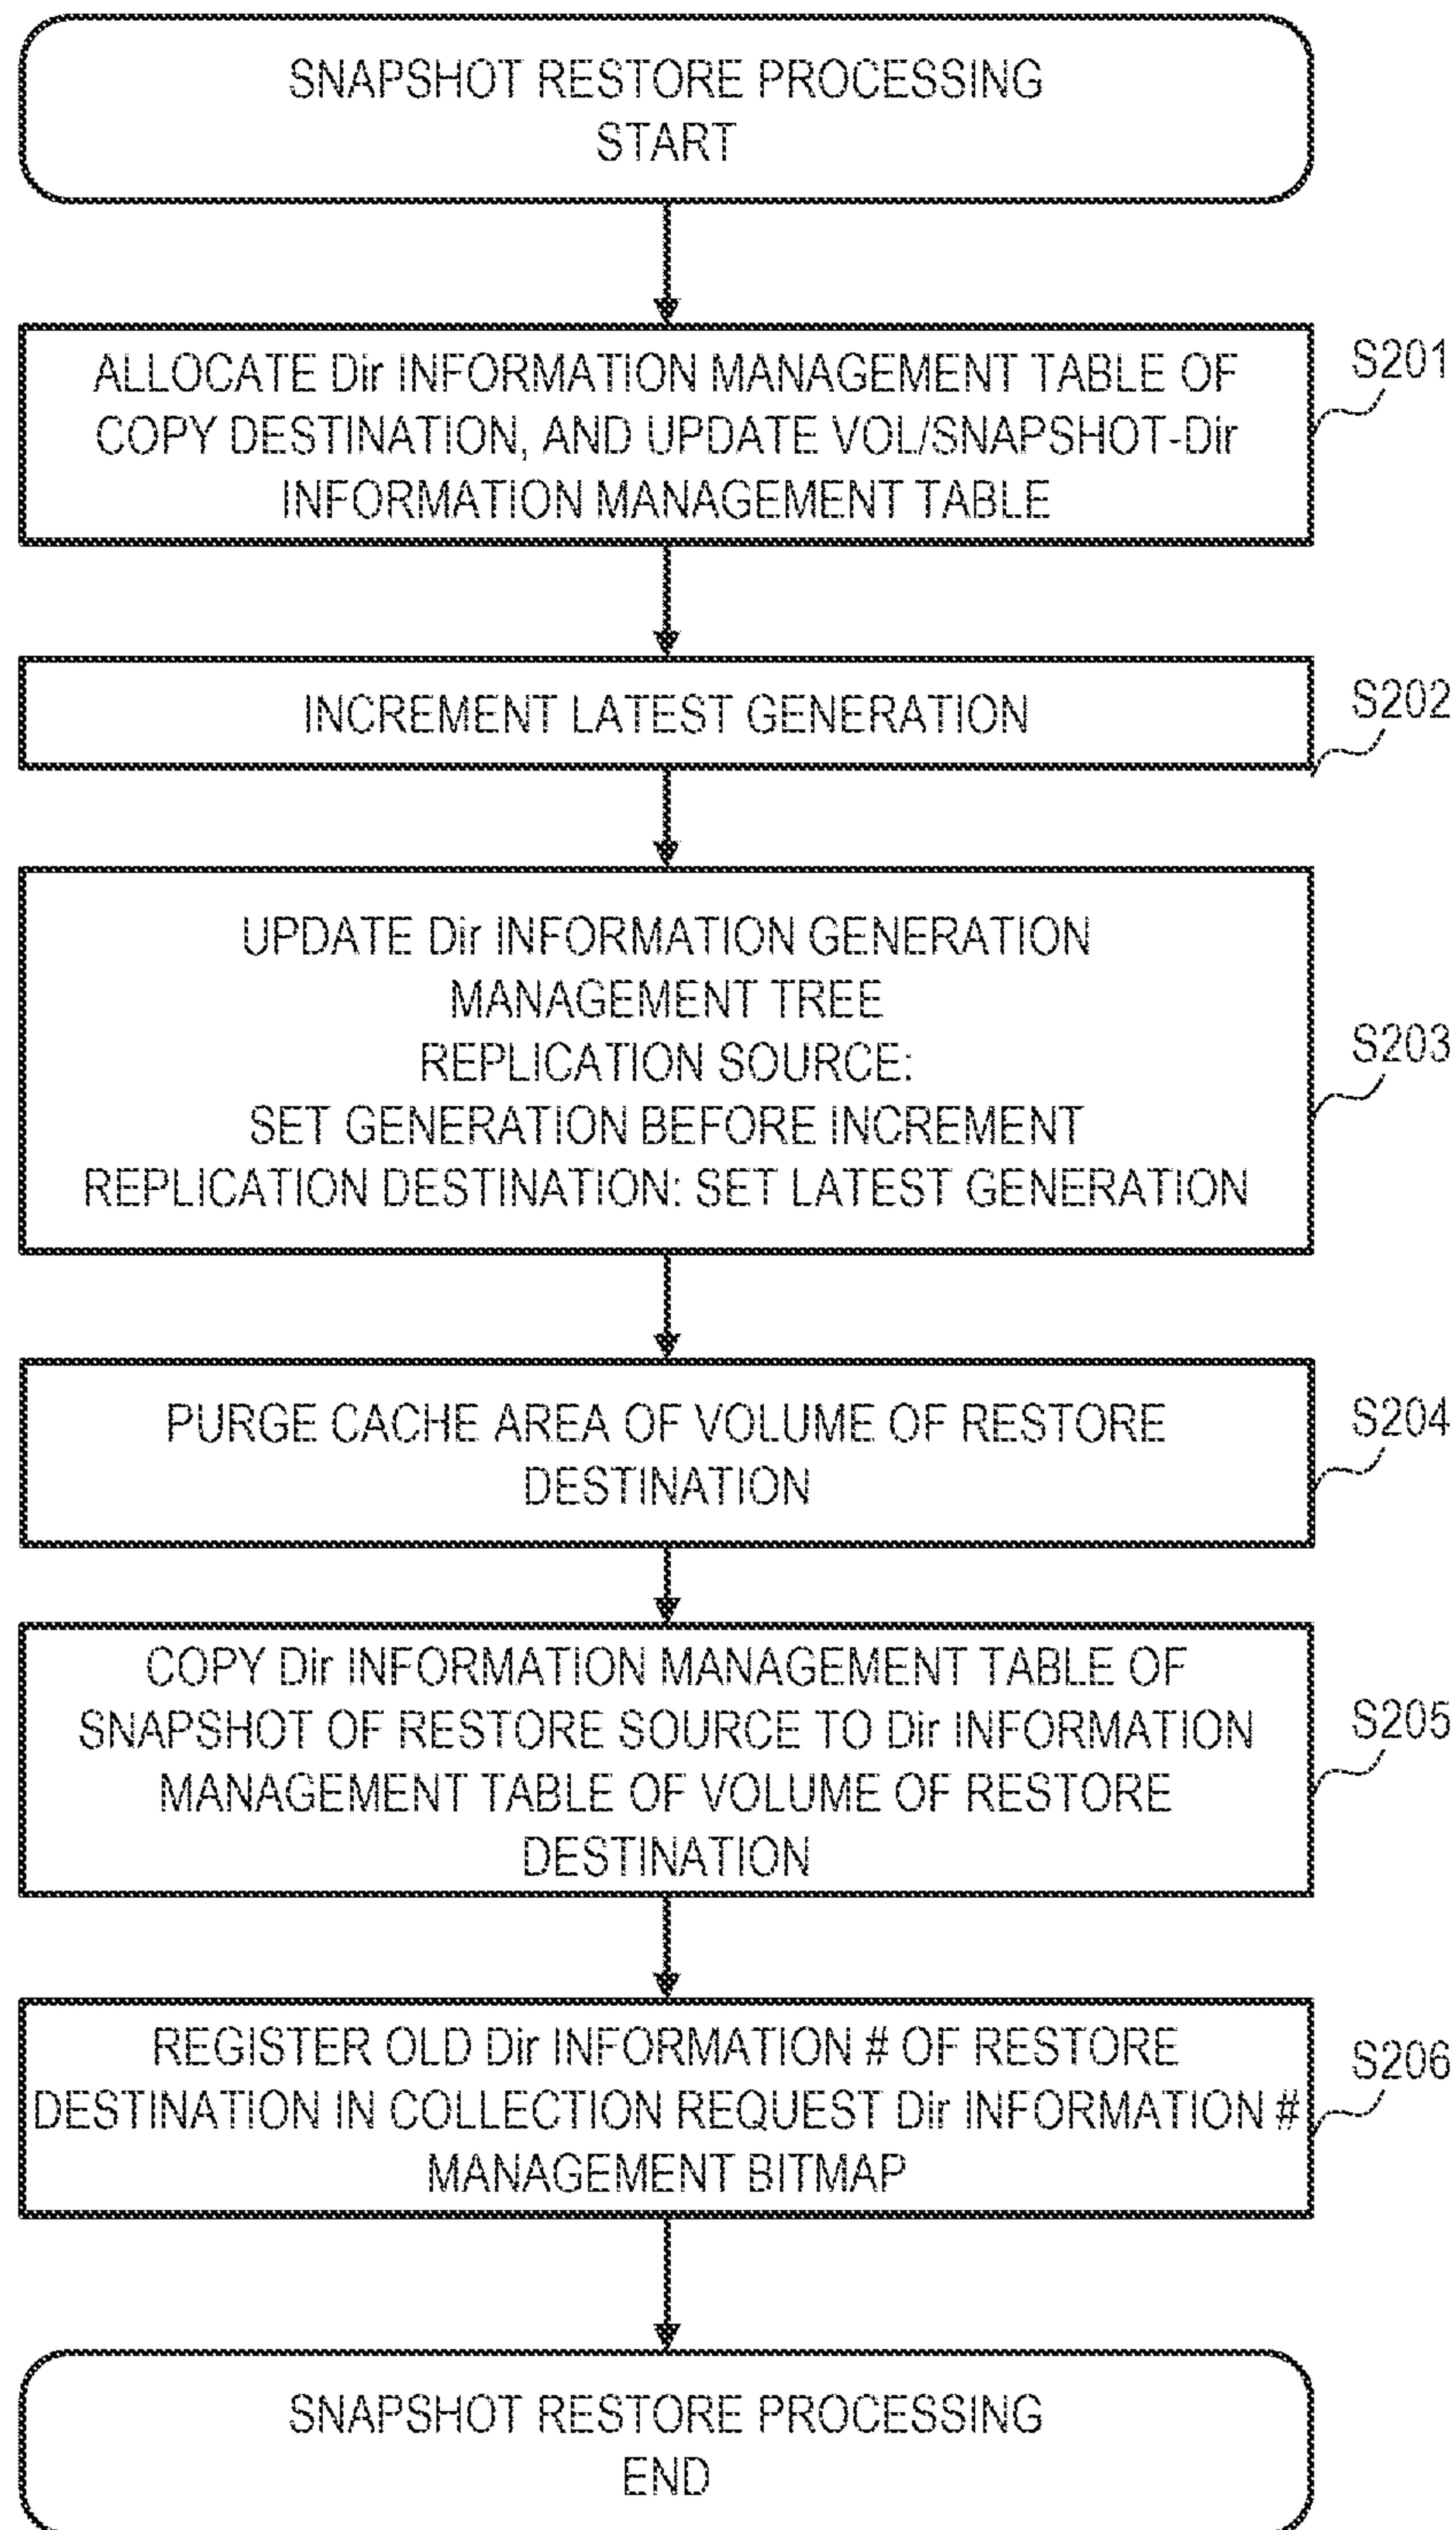 SNAPSHOT RESTORE PROCESSING
START
ALLOCATE Dir INFORMATION MANAGEMENT TABLE OF
COPY DESTINATION, AND UPDATE VOL/SNAPSHOT-Dir
INFORMATION MANAGEMENT TABLE
S201
INCREMENT LATEST GENERATION
S202
UPDATE Dir INFORMATION GENERATION
MANAGEMENT TREE
REPLICATION SOURCE:
SET GENERATION BEFORE INCREMENT
REPLICATION DESTINATION: SET LATEST GENERATION
S203
PURGE CACHE AREA OF VOLUME OF RESTORE
DESTINATION
S204
COPY Dir INFORMATION MANAGEMENT TABLE OF
SNAPSHOT OF RESTORE SOURCE TO Dir INFORMATION
MANAGEMENT TABLE OF VOLUME OF RESTORE
DESTINATION
S205
REGISTER OLD Dir INFORMATION # OF RESTORE
DESTINATION IN COLLECTION REQUEST Dir INFORMATION #
MANAGEMENT BITMAP
S206
SNAPSHOT RESTORE PROCESSING
END